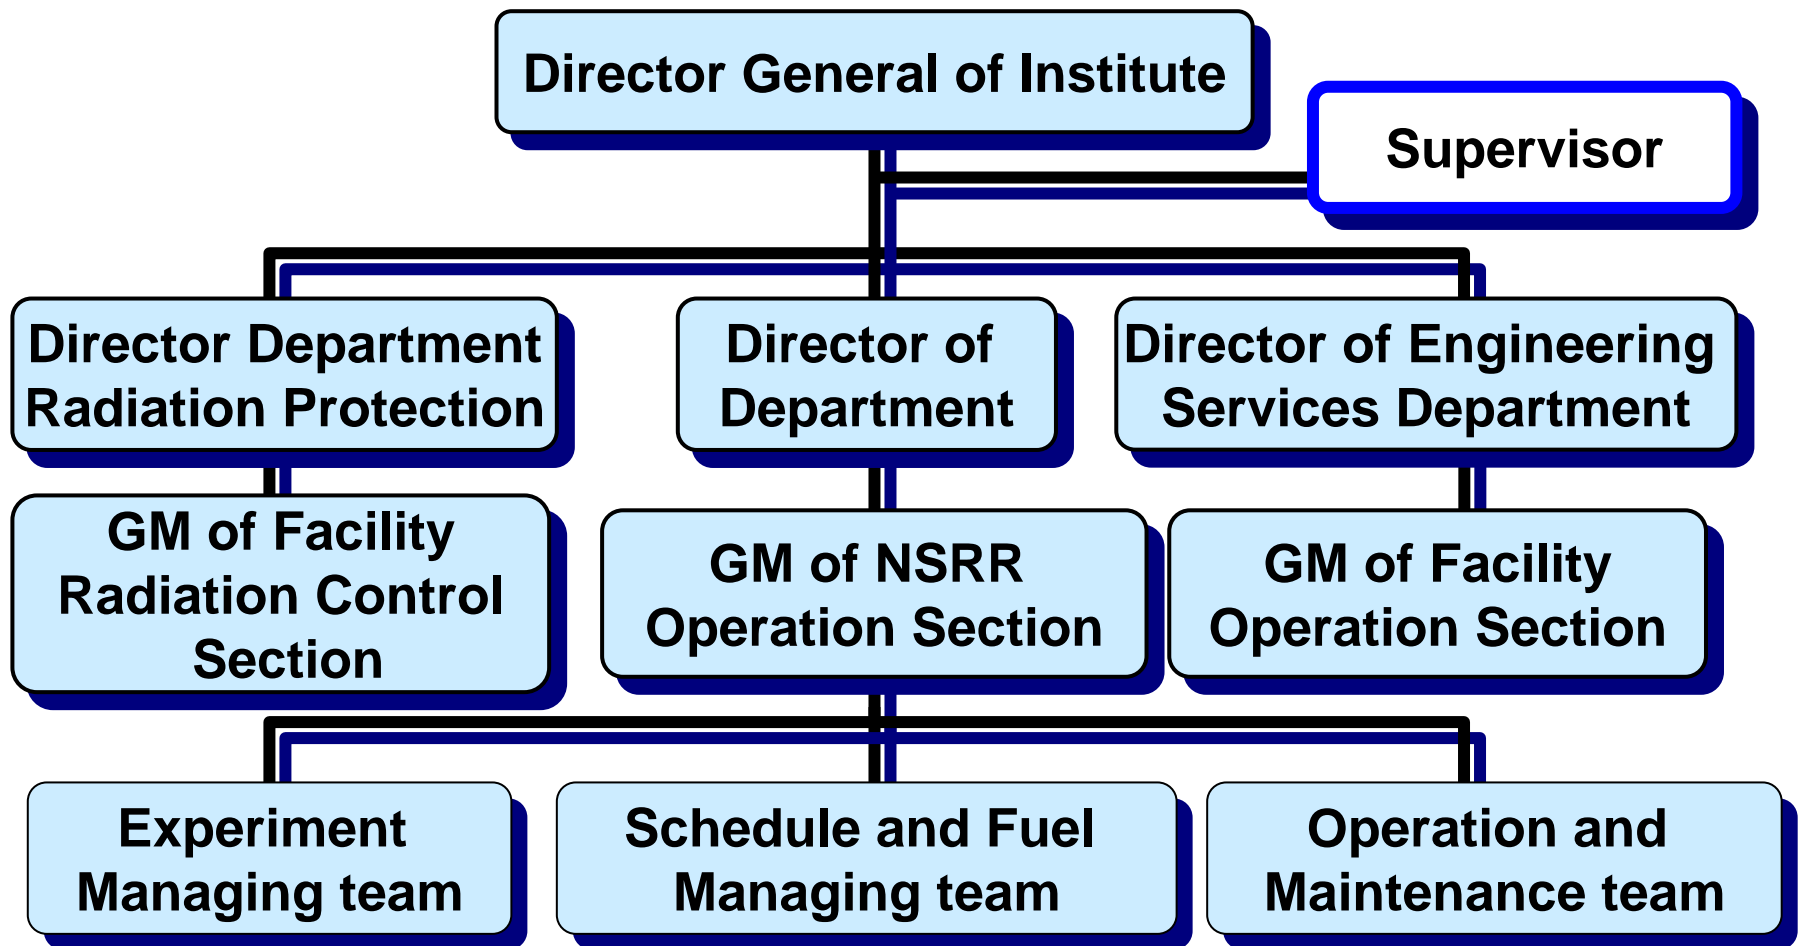 Director General of Institute
Supervisor
Director Department
Radiation Protection
Director of
Department
Director of Engineering
Services Department
GM of Facility
Radiation Control
Section
GM of NSRR
Operation Section
GM of Facility
Operation Section
Experiment
Managing team
Schedule and Fuel
Managing team
Operation and
Maintenance team